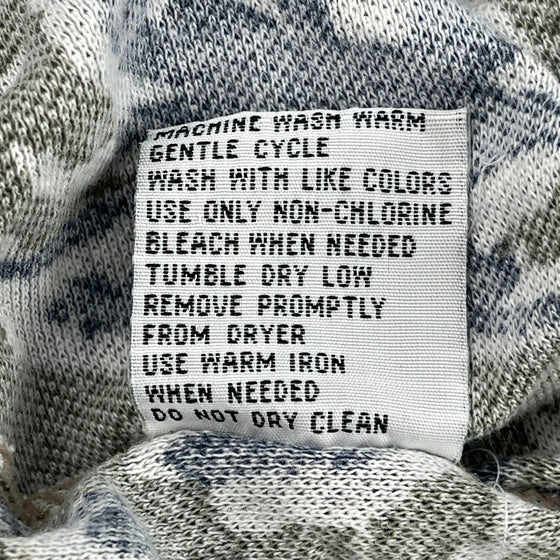 MACHINE WASH WARM
GENTLE CYCLE
WASH WITH LIKE COLORS
USE ONLY NON-CHLORINE
BLEACH WHEN NEEDED
TUMBLE DRY LOW
REMOVE PROMPTLY
FROM DRYER
USE WARM IRON
WHEN NEEDED
DO NOT DRY CLEAN